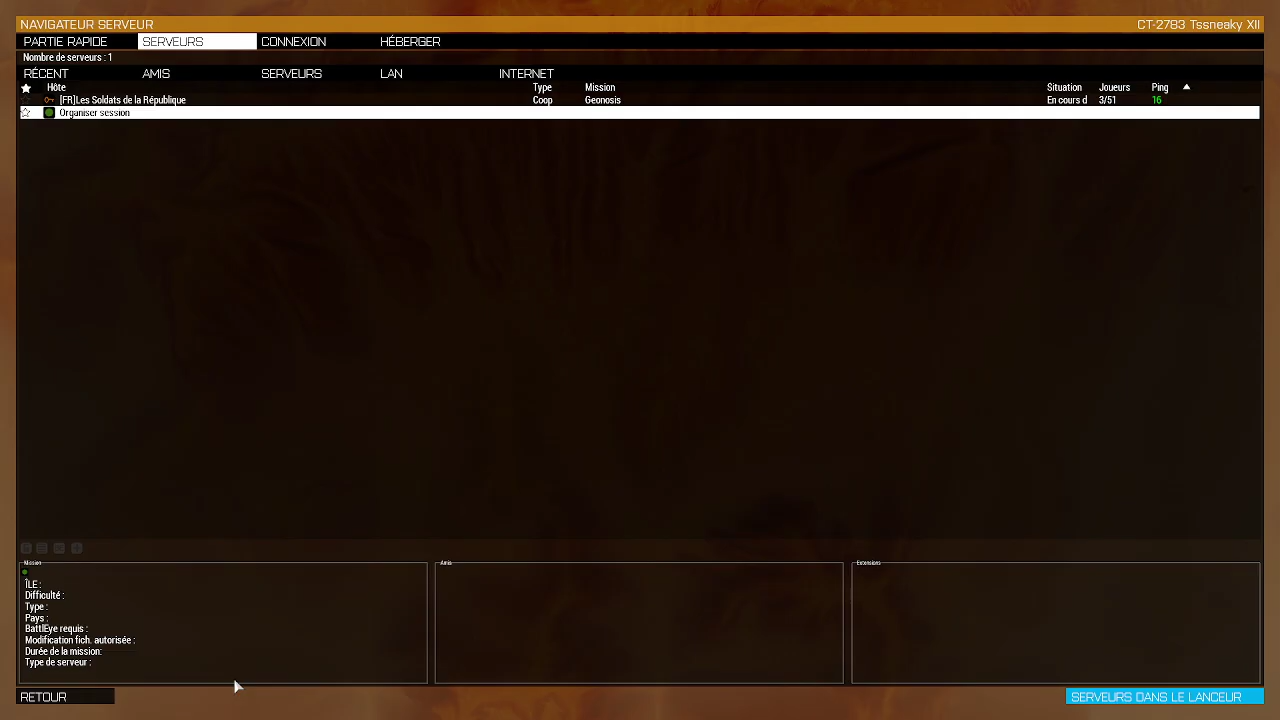 NAVIGATEUR SERVEUR CT-2783 Tssneaky XII
PARTIE RAPIDE SERVEURS CONNEXION HÉBERGER
Nombre de serveurs : 1
RÉCENT AMIS SERVEURS LAN INTERNET
Hôte Type Mission Situation Joueurs Ping
[FR]Les Soldats de la République Coop Geonosis En cours d 3/51 16
Organiser session
Mission Amis Extensions
ÎLE :
Difficulté :
Type :
Pays :
BattlEye requis :
Modification fich. autorisée :
Durée de la mission:
Type de serveur :
RETOUR SERVEURS DANS LE LANCEUR